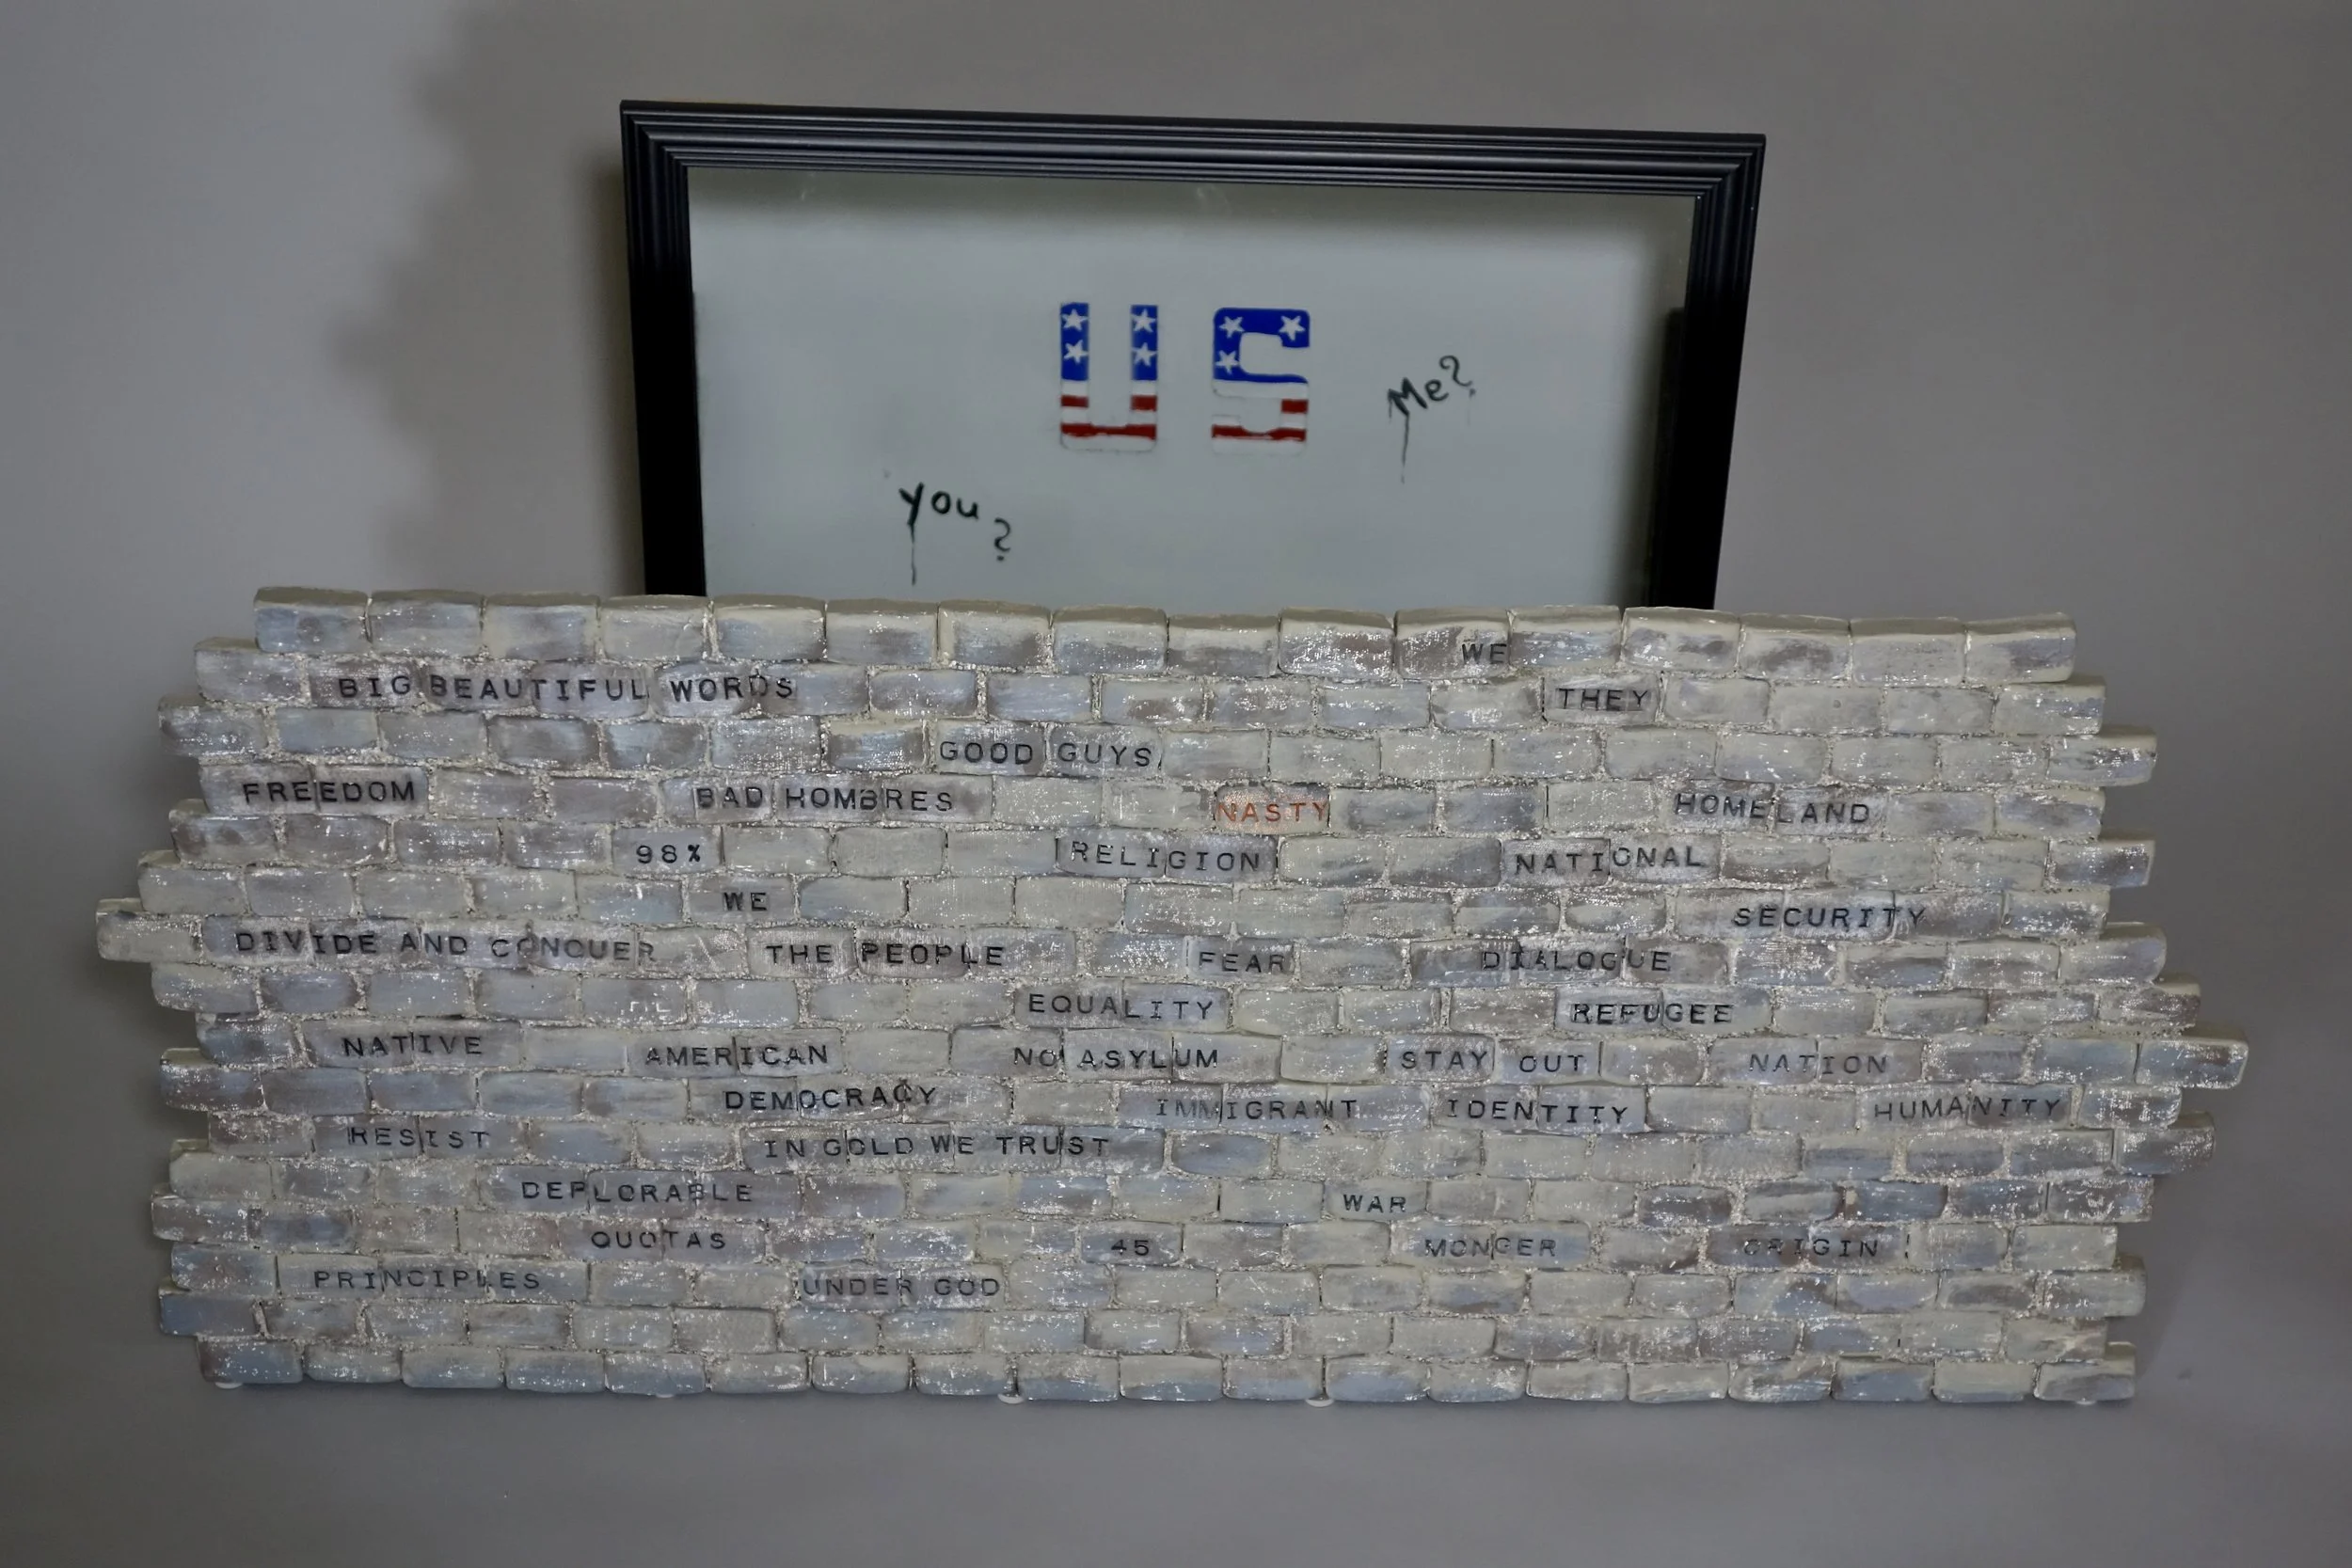 US
Me?
you?
WE
BIG BEAUTIFUL WORDS
THEY
GOOD GUYS
FREEDOM
BAD HOMBRES
NASTY
HOMELAND
98%
RELIGION
NATIONAL
WE
SECURITY
DIVIDE AND CONQUER
THE PEOPLE
FEAR
DIALOGUE
EQUALITY
REFUGEE
NATIVE
AMERICAN
NO ASYLUM
STAY OUT
NATION
DEMOCRACY
IMMIGRANT
IDENTITY
HUMANITY
RESIST
IN GOLD WE TRUST
DEPLORABLE
WAR
QUOTAS
45
MONGER
ORIGIN
PRINCIPLES
UNDER GOD